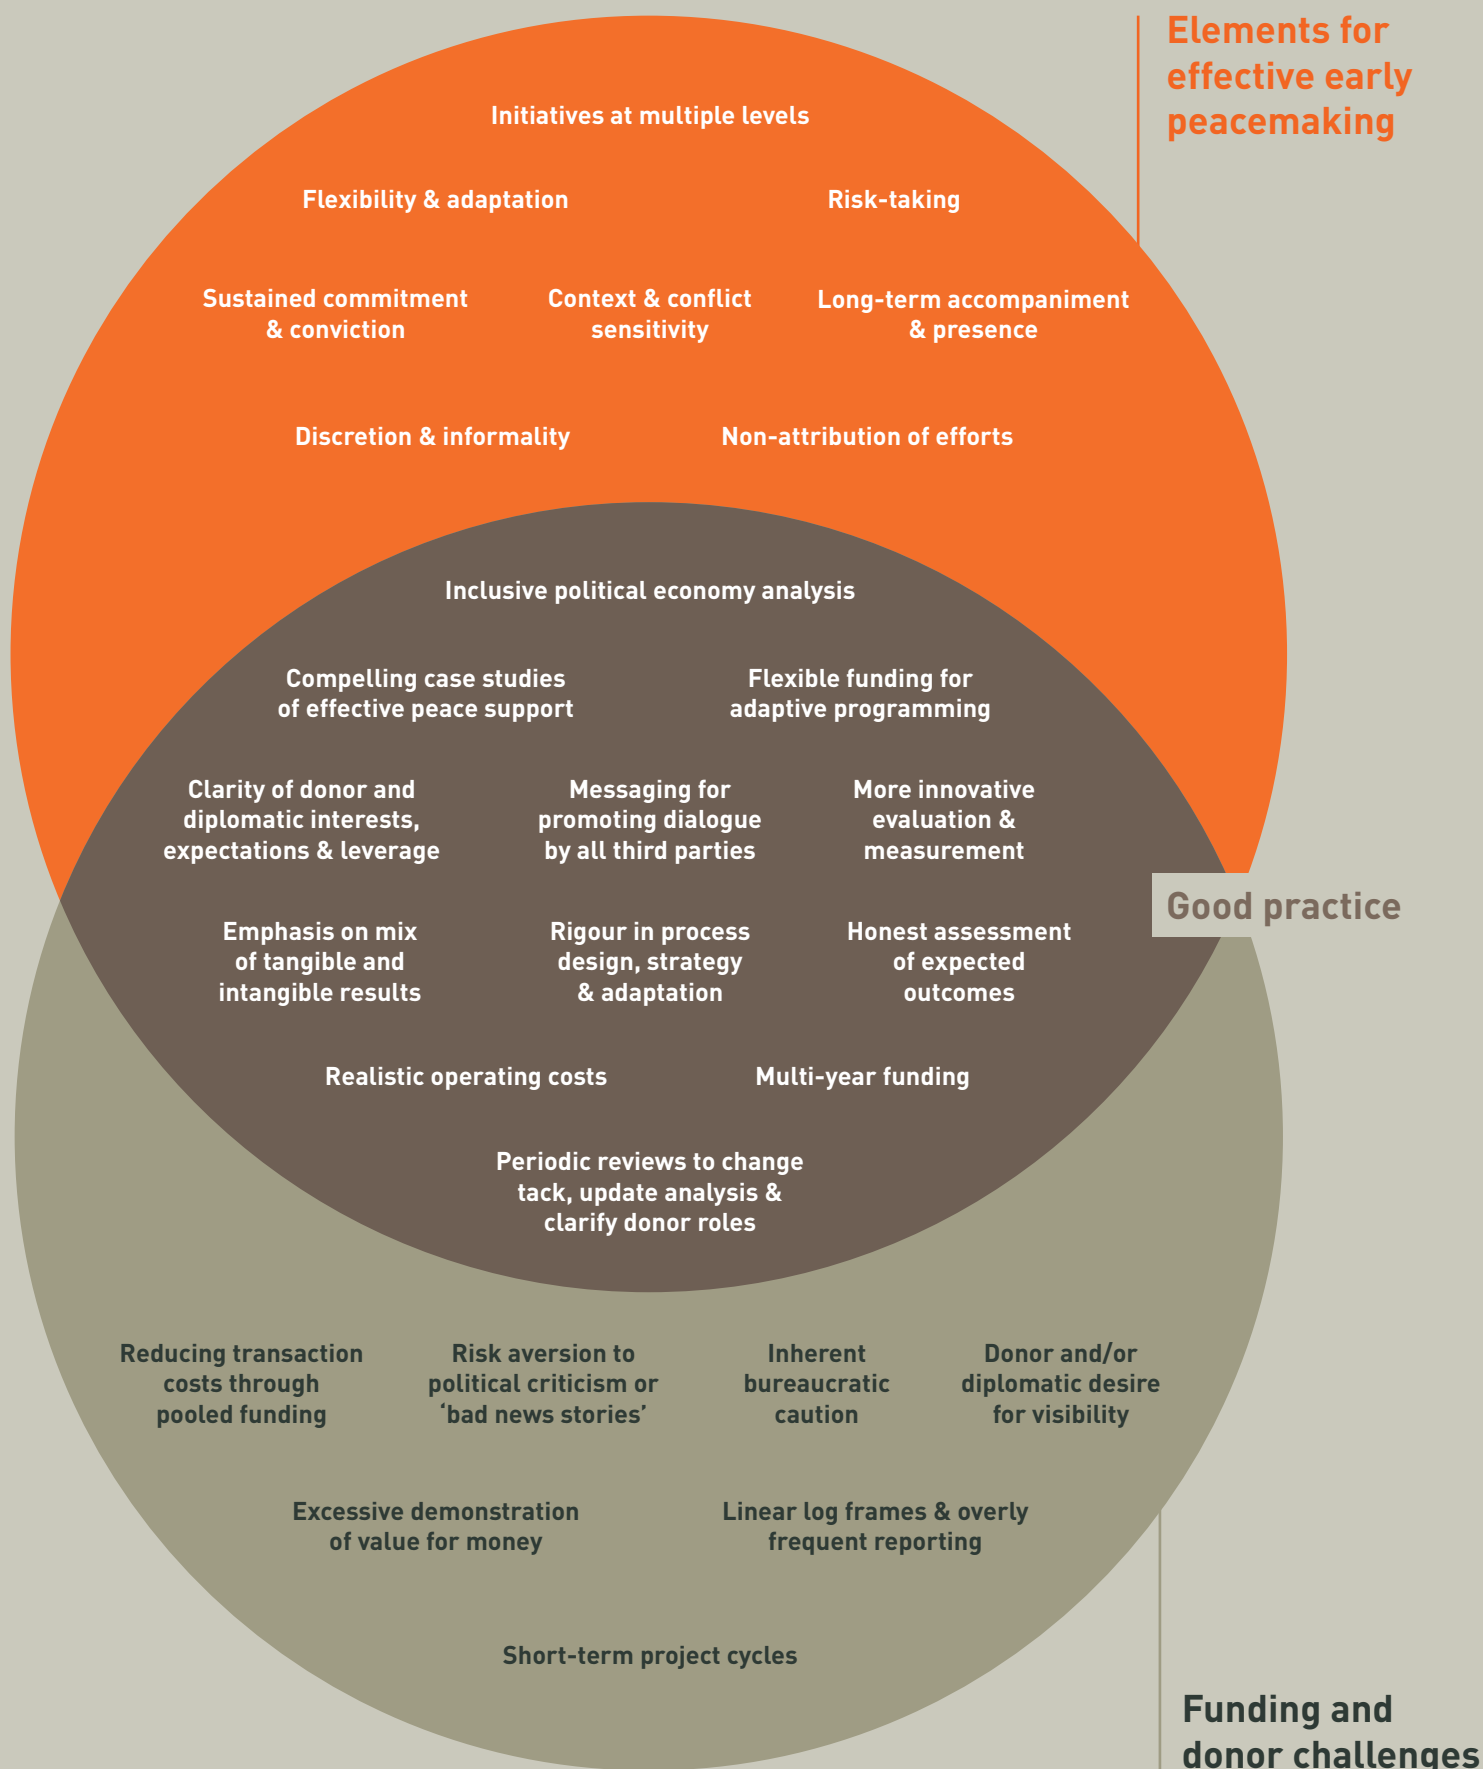 Elements for
effective early
peacemaking
Initiatives at multiple levels
Flexibility & adaptation
Risk-taking
Sustained commitment
& conviction
Context & conflict
sensitivity
Long-term accompaniment
& presence
Discretion & informality
Non-attribution of efforts
Inclusive political economy analysis
Compelling case studies
of effective peace support
Flexible funding for
adaptive programming
Clarity of donor and
diplomatic interests,
expectations & leverage
Messaging for
promoting dialogue
by all third parties
More innovative
evaluation &
measurement
Good practice
Emphasis on mix
of tangible and
intangible results
Rigour in process
design, strategy
& adaptation
Honest assessment
of expected
outcomes
Realistic operating costs
Multi-year funding
Periodic reviews to change
tack, update analysis &
clarify donor roles
Reducing transaction
costs through
pooled funding
Risk aversion to
political criticism or
‘bad news stories’
Inherent
bureaucratic
caution
Donor and/or
diplomatic desire
for visibility
Excessive demonstration
of value for money
Linear log frames & overly
frequent reporting
Short-term project cycles
Funding and
donor challenges